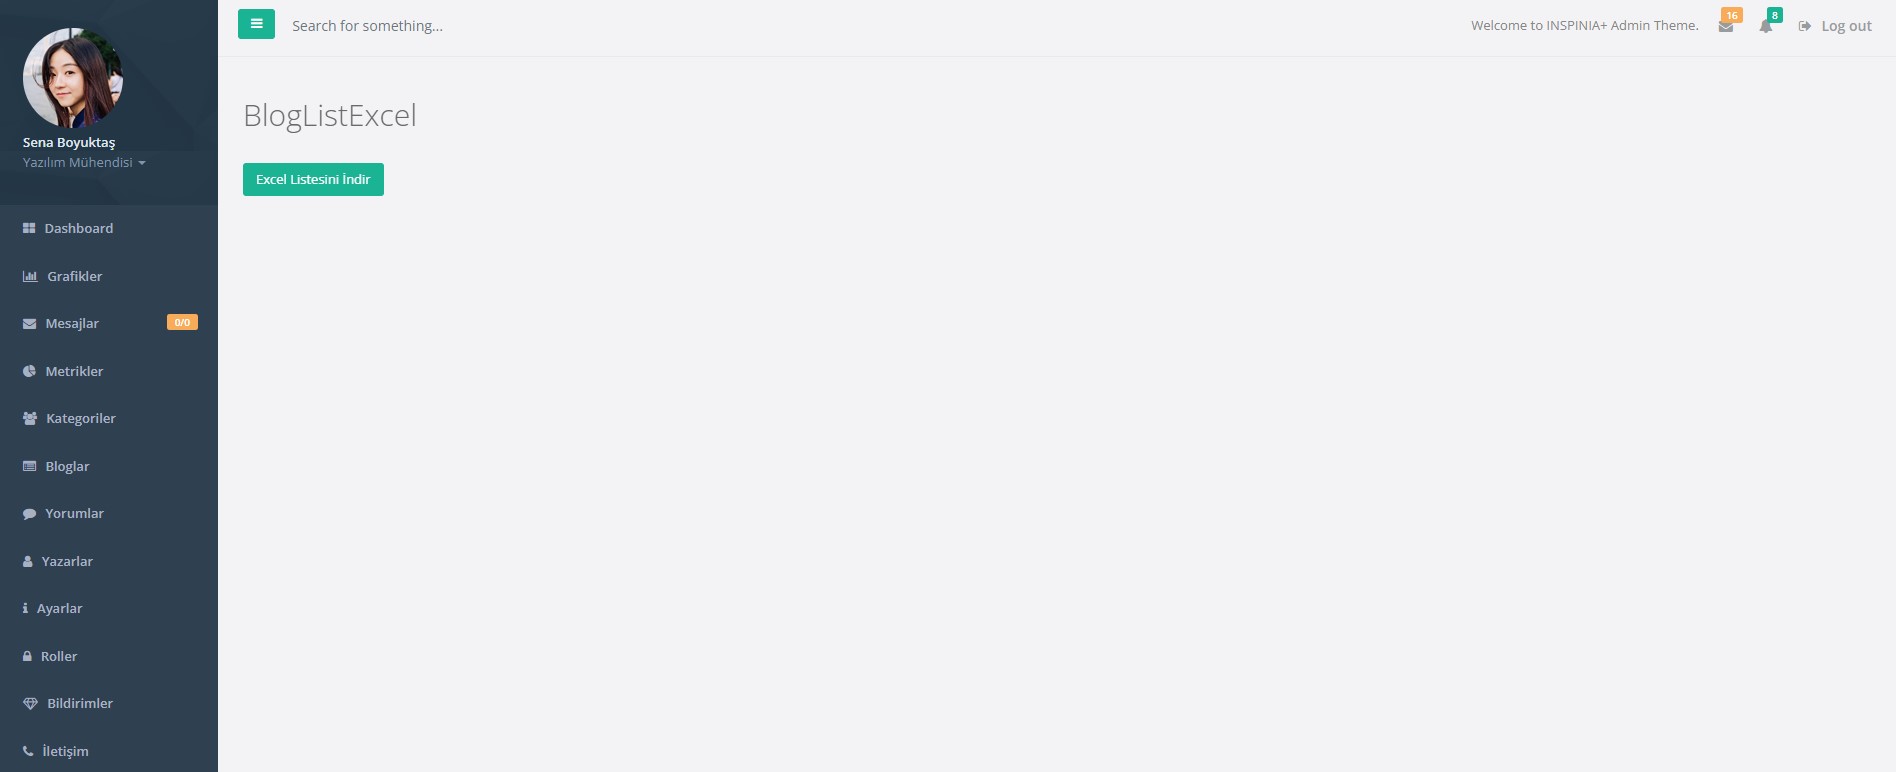 Sena Boyuktaş
Yazılım Mühendisi
Dashboard
Grafikler
Mesajlar 0/0
Metrikler
Kategoriler
Bloglar
Yorumlar
Yazarlar
Ayarlar
Roller
Bildirimler
İletişim
Search for something...
Welcome to INSPINIA+ Admin Theme. 16 8 Log out
BlogListExcel
Excel Listesini İndir